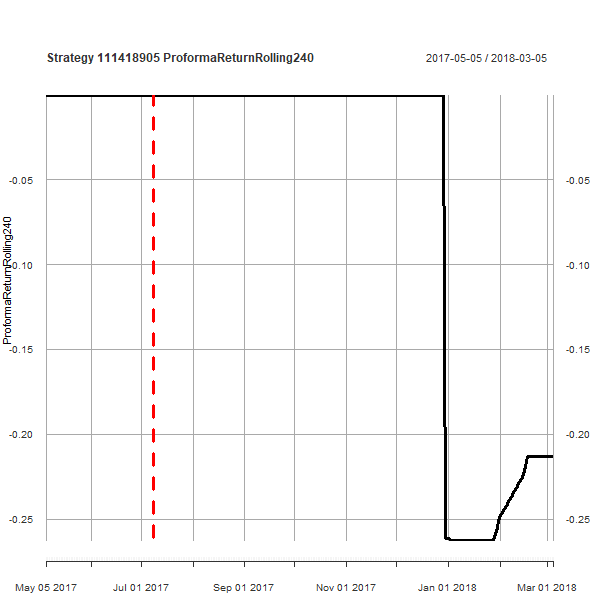 Strategy 111418905 ProformaReturnRolling240
2017-05-05 / 2018-03-05
ProformaReturnRolling240
-0.05
-0.10
-0.15
-0.20
-0.25
-0.05
-0.10
-0.15
-0.20
-0.25
May 05 2017
Jul 01 2017
Sep 01 2017
Nov 01 2017
Jan 01 2018
Mar 01 2018